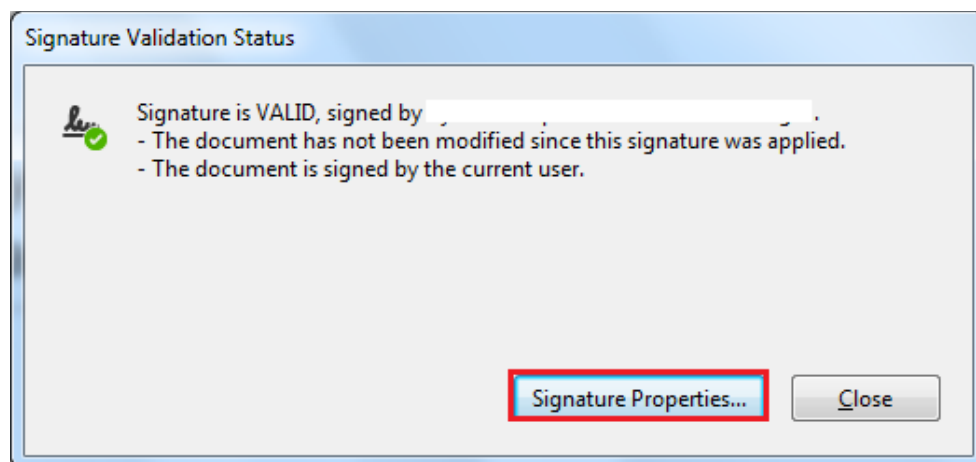 Signature Validation Status
Signature is VALID, signed by .
- The document has not been modified since this signature was applied.
- The document is signed by the current user.
Signature Properties...
Close